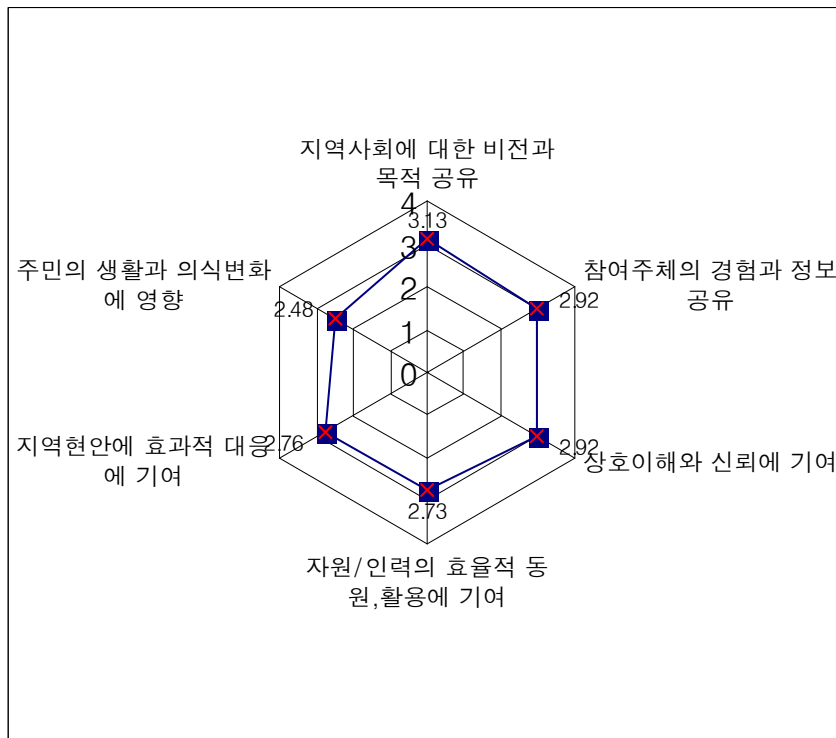 지역사회에 대한 비전과
목적 공유
4
3.13
3
2
1
0
참여주체의 경험과 정보
공유
2.92
2.92
상호이해와 신뢰에 기여
2.73
자원/인력의 효율적 동
원,활용에 기여
2.76
지역현안에 효과적 대응
에 기여
주민의 생활과 의식변화
에 영향
2.48